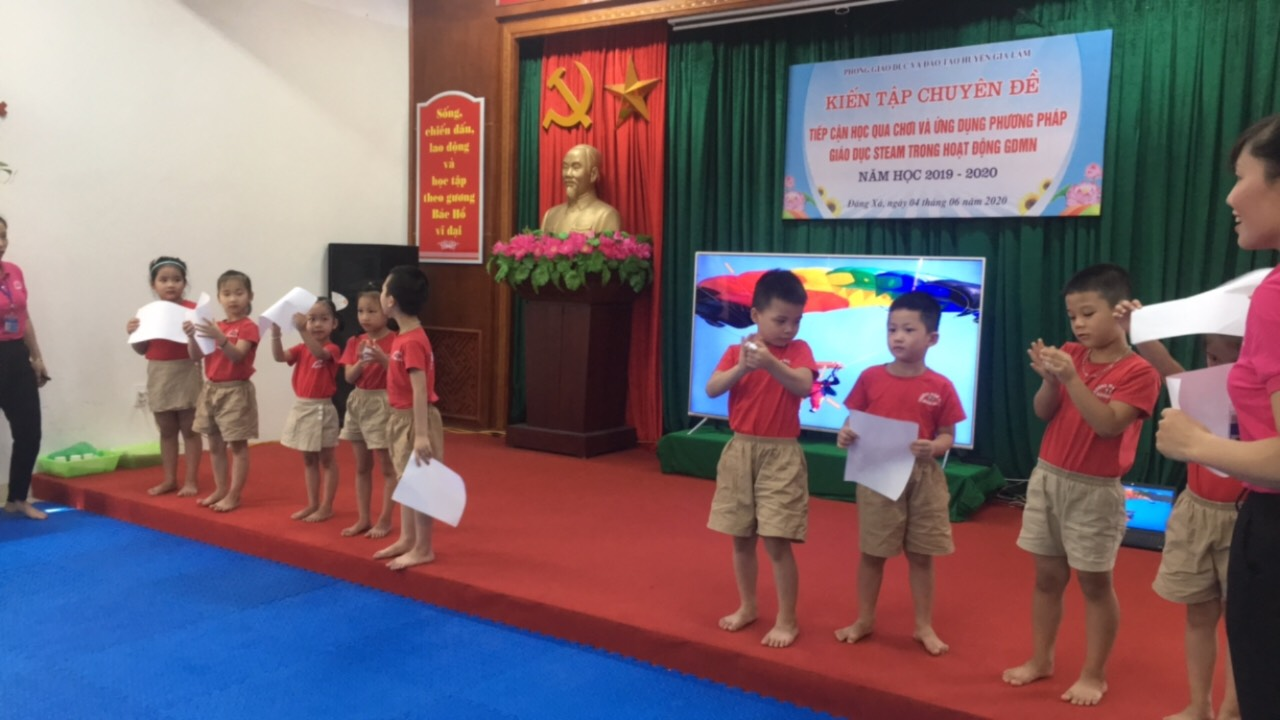 Sống,
chiến đấu,
lao động
và
học tập
theo gương
Bác Hồ
vĩ đại
PHÒNG GIÁO DỤC VÀ ĐÀO TẠO HUYỆN GIA LÂM
KIẾN TẬP CHUYÊN ĐỀ
TIẾP CẬN HỌC QUA CHƠI VÀ ỨNG DỤNG PHƯƠNG PHÁP
GIÁO DỤC STEAM TRONG HOẠT ĐỘNG GDMN
NĂM HỌC 2019 - 2020
Đặng Xá, ngày 04 tháng 06 năm 2020